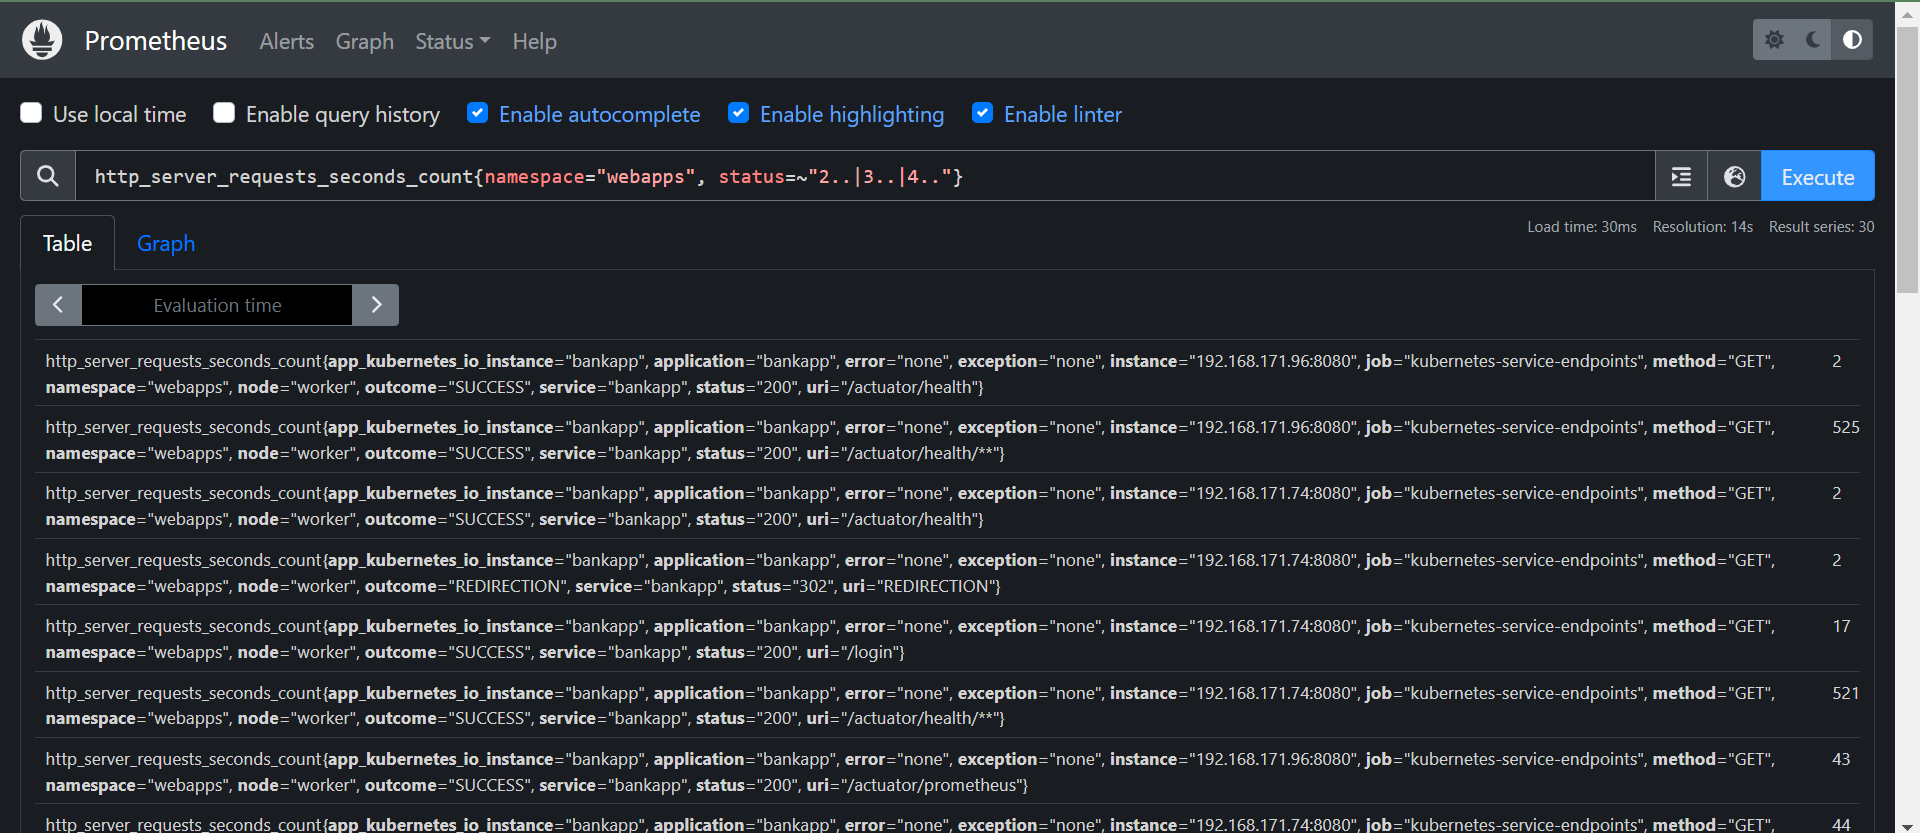 Prometheus Alerts Graph Status Help
Use local time Enable query history Enable autocomplete Enable highlighting Enable linter
http_server_requests_seconds_count{namespace="webapps", status=~"2..|3..|4.."} Execute
Table Graph Load time: 30ms Resolution: 14s Result series: 30
Evaluation time
http_server_requests_seconds_count{app_kubernetes_io_instance="bankapp", application="bankapp", error="none", exception="none", instance="192.168.171.96:8080", job="kubernetes-service-endpoints", method="GET", 2
namespace="webapps", node="worker", outcome="SUCCESS", service="bankapp", status="200", uri="/actuator/health"}
http_server_requests_seconds_count{app_kubernetes_io_instance="bankapp", application="bankapp", error="none", exception="none", instance="192.168.171.96:8080", job="kubernetes-service-endpoints", method="GET", 525
namespace="webapps", node="worker", outcome="SUCCESS", service="bankapp", status="200", uri="/actuator/health/**"}
http_server_requests_seconds_count{app_kubernetes_io_instance="bankapp", application="bankapp", error="none", exception="none", instance="192.168.171.74:8080", job="kubernetes-service-endpoints", method="GET", 2
namespace="webapps", node="worker", outcome="SUCCESS", service="bankapp", status="200", uri="/actuator/health"}
http_server_requests_seconds_count{app_kubernetes_io_instance="bankapp", application="bankapp", error="none", exception="none", instance="192.168.171.74:8080", job="kubernetes-service-endpoints", method="GET", 2
namespace="webapps", node="worker", outcome="REDIRECTION", service="bankapp", status="302", uri="REDIRECTION"}
http_server_requests_seconds_count{app_kubernetes_io_instance="bankapp", application="bankapp", error="none", exception="none", instance="192.168.171.74:8080", job="kubernetes-service-endpoints", method="GET", 17
namespace="webapps", node="worker", outcome="SUCCESS", service="bankapp", status="200", uri="/login"}
http_server_requests_seconds_count{app_kubernetes_io_instance="bankapp", application="bankapp", error="none", exception="none", instance="192.168.171.74:8080", job="kubernetes-service-endpoints", method="GET", 521
namespace="webapps", node="worker", outcome="SUCCESS", service="bankapp", status="200", uri="/actuator/health/**"}
http_server_requests_seconds_count{app_kubernetes_io_instance="bankapp", application="bankapp", error="none", exception="none", instance="192.168.171.96:8080", job="kubernetes-service-endpoints", method="GET", 43
namespace="webapps", node="worker", outcome="SUCCESS", service="bankapp", status="200", uri="/actuator/prometheus"}
http_server_requests_seconds_count{app_kubernetes_io_instance="bankapp", application="bankapp", error="none", exception="none", instance="192.168.171.74:8080", job="kubernetes-service-endpoints", method="GET", 44